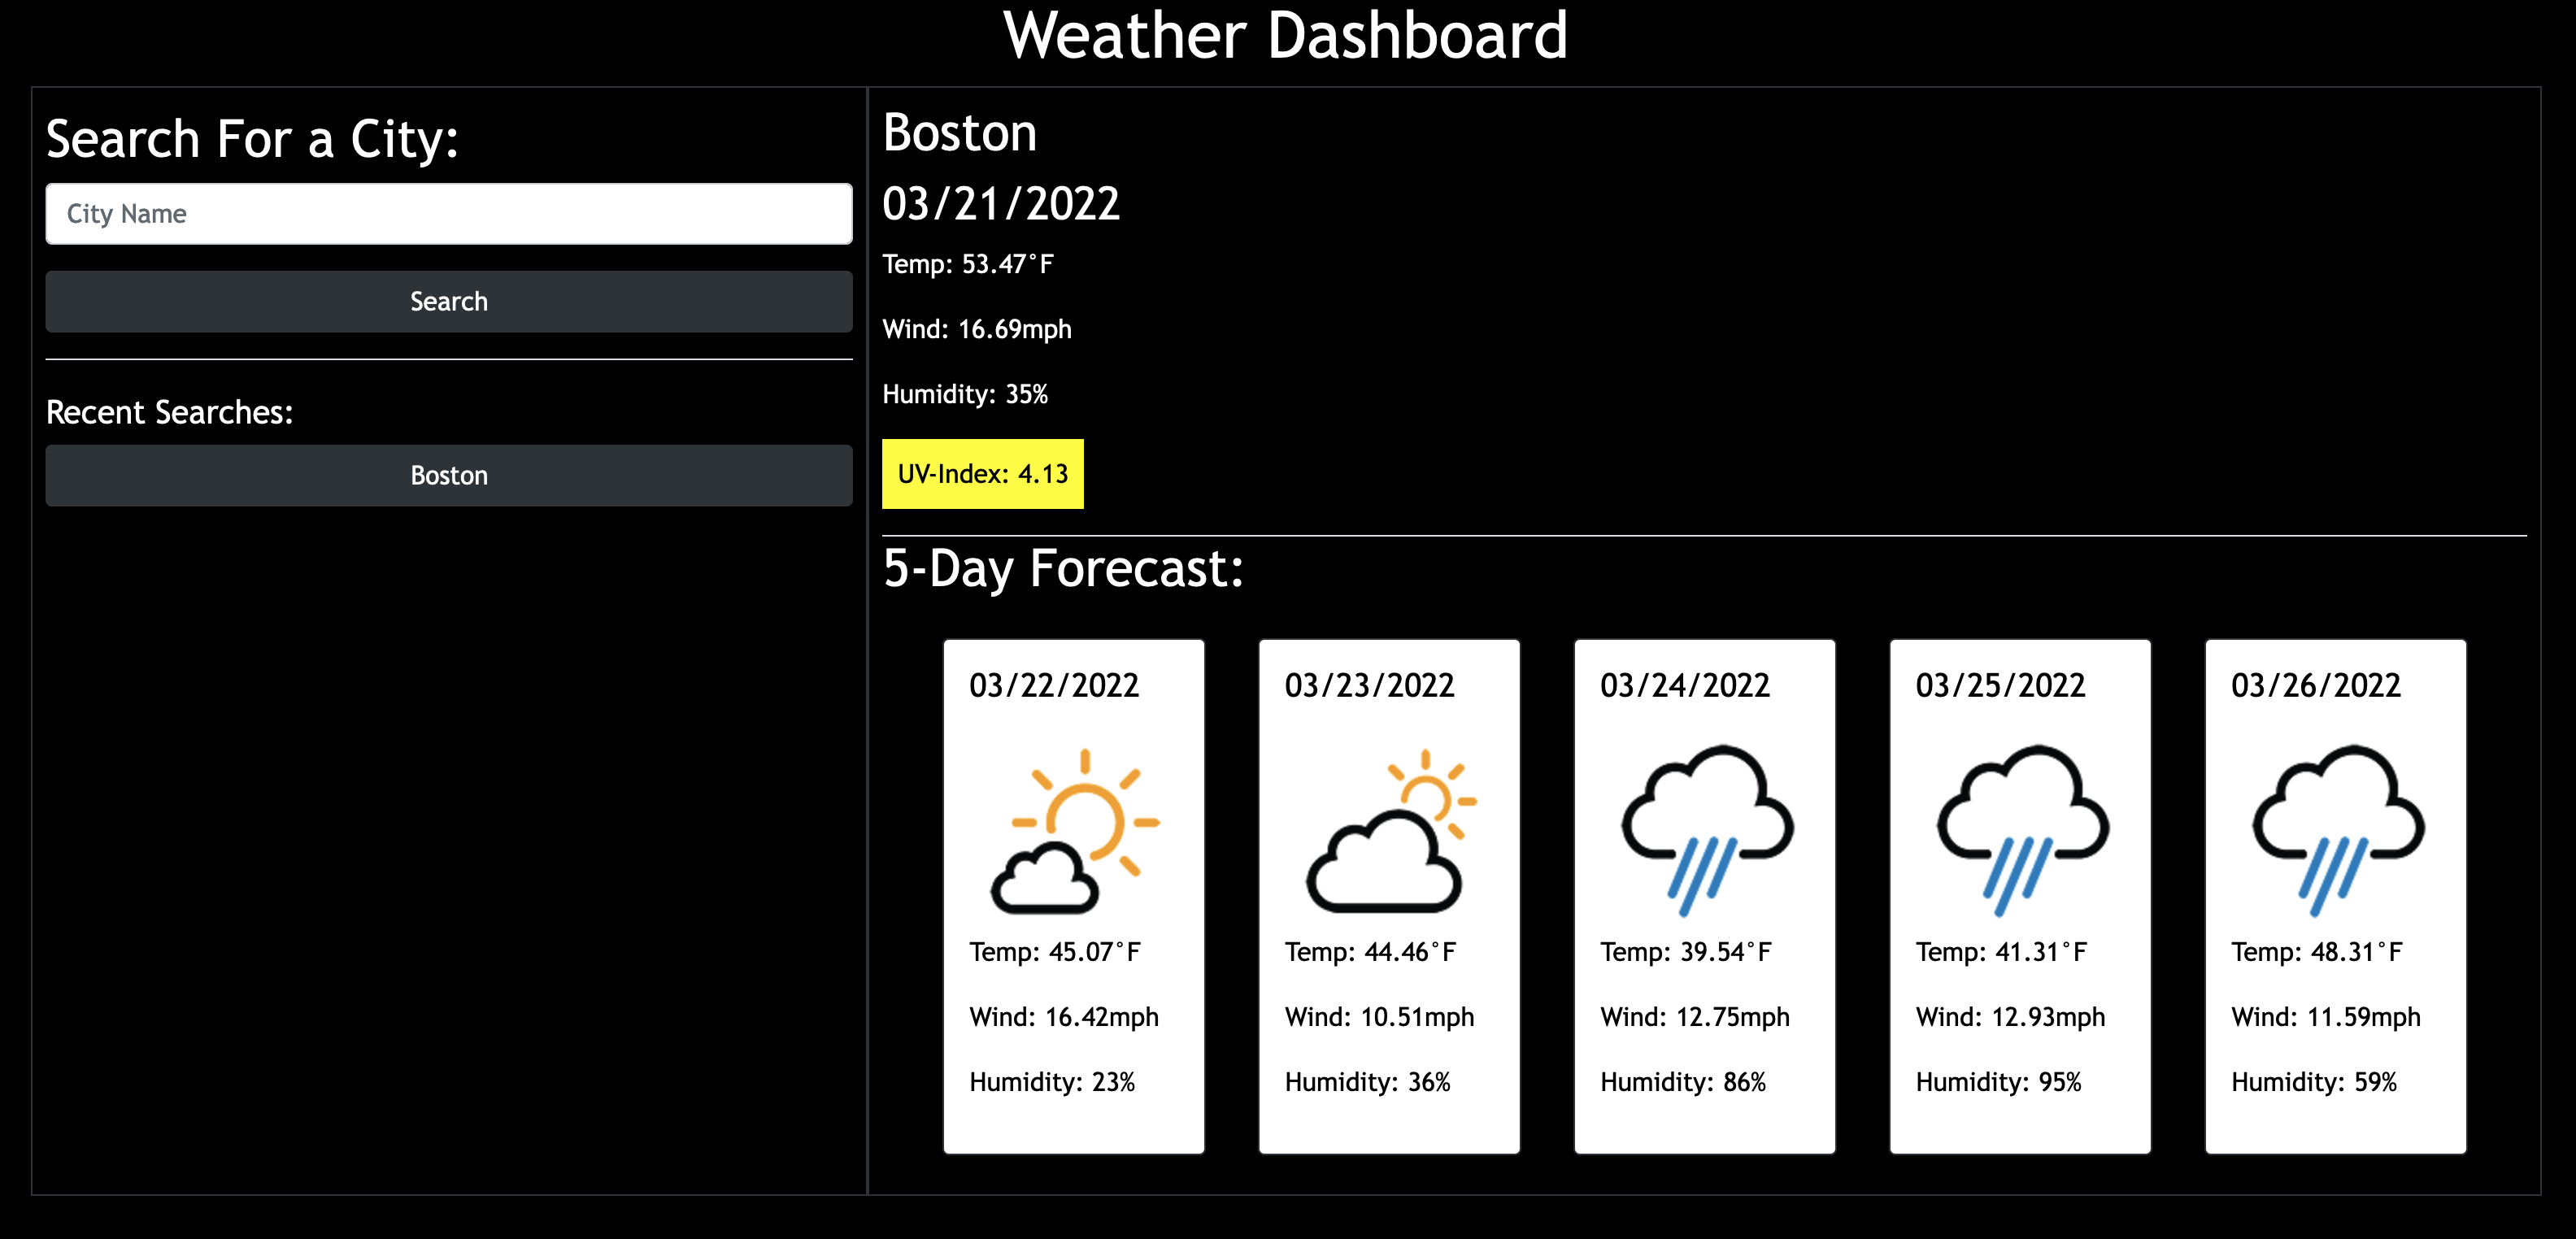 Weather Dashboard
Search For a City:
City Name
Search
Recent Searches:
Boston
Boston
03/21/2022
Temp: 53.47°F
Wind: 16.69mph
Humidity: 35%
UV-Index: 4.13
5-Day Forecast:
03/22/2022
Temp: 45.07°F
Wind: 16.42mph
Humidity: 23%
03/23/2022
Temp: 44.46°F
Wind: 10.51mph
Humidity: 36%
03/24/2022
Temp: 39.54°F
Wind: 12.75mph
Humidity: 86%
03/25/2022
Temp: 41.31°F
Wind: 12.93mph
Humidity: 95%
03/26/2022
Temp: 48.31°F
Wind: 11.59mph
Humidity: 59%